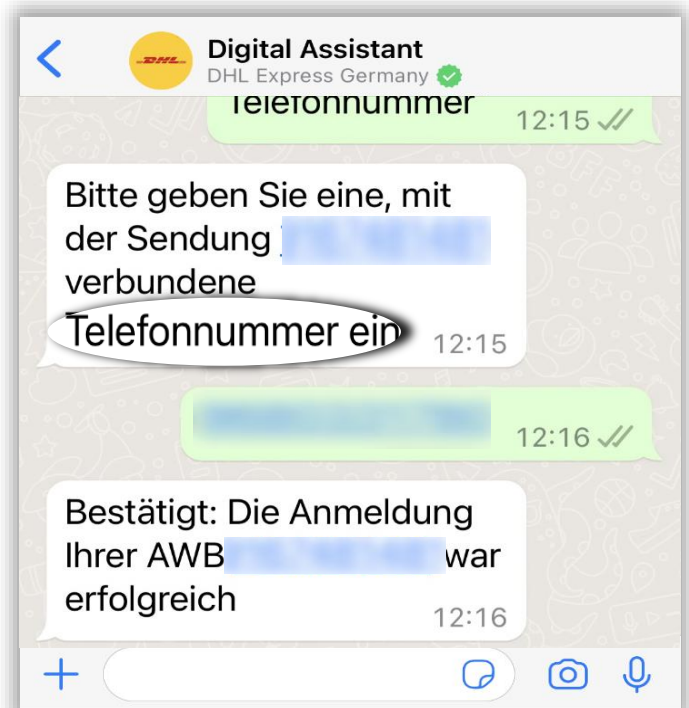 Digital Assistant
DHL
DHL Express Germany
Telefonnummer
12:15
Bitte geben Sie eine, mit
der Sendung
verbundene
Telefonnummer ein
12:15
12:16
Bestätigt: Die Anmeldung
Ihrer AWB war
erfolgreich
12:16